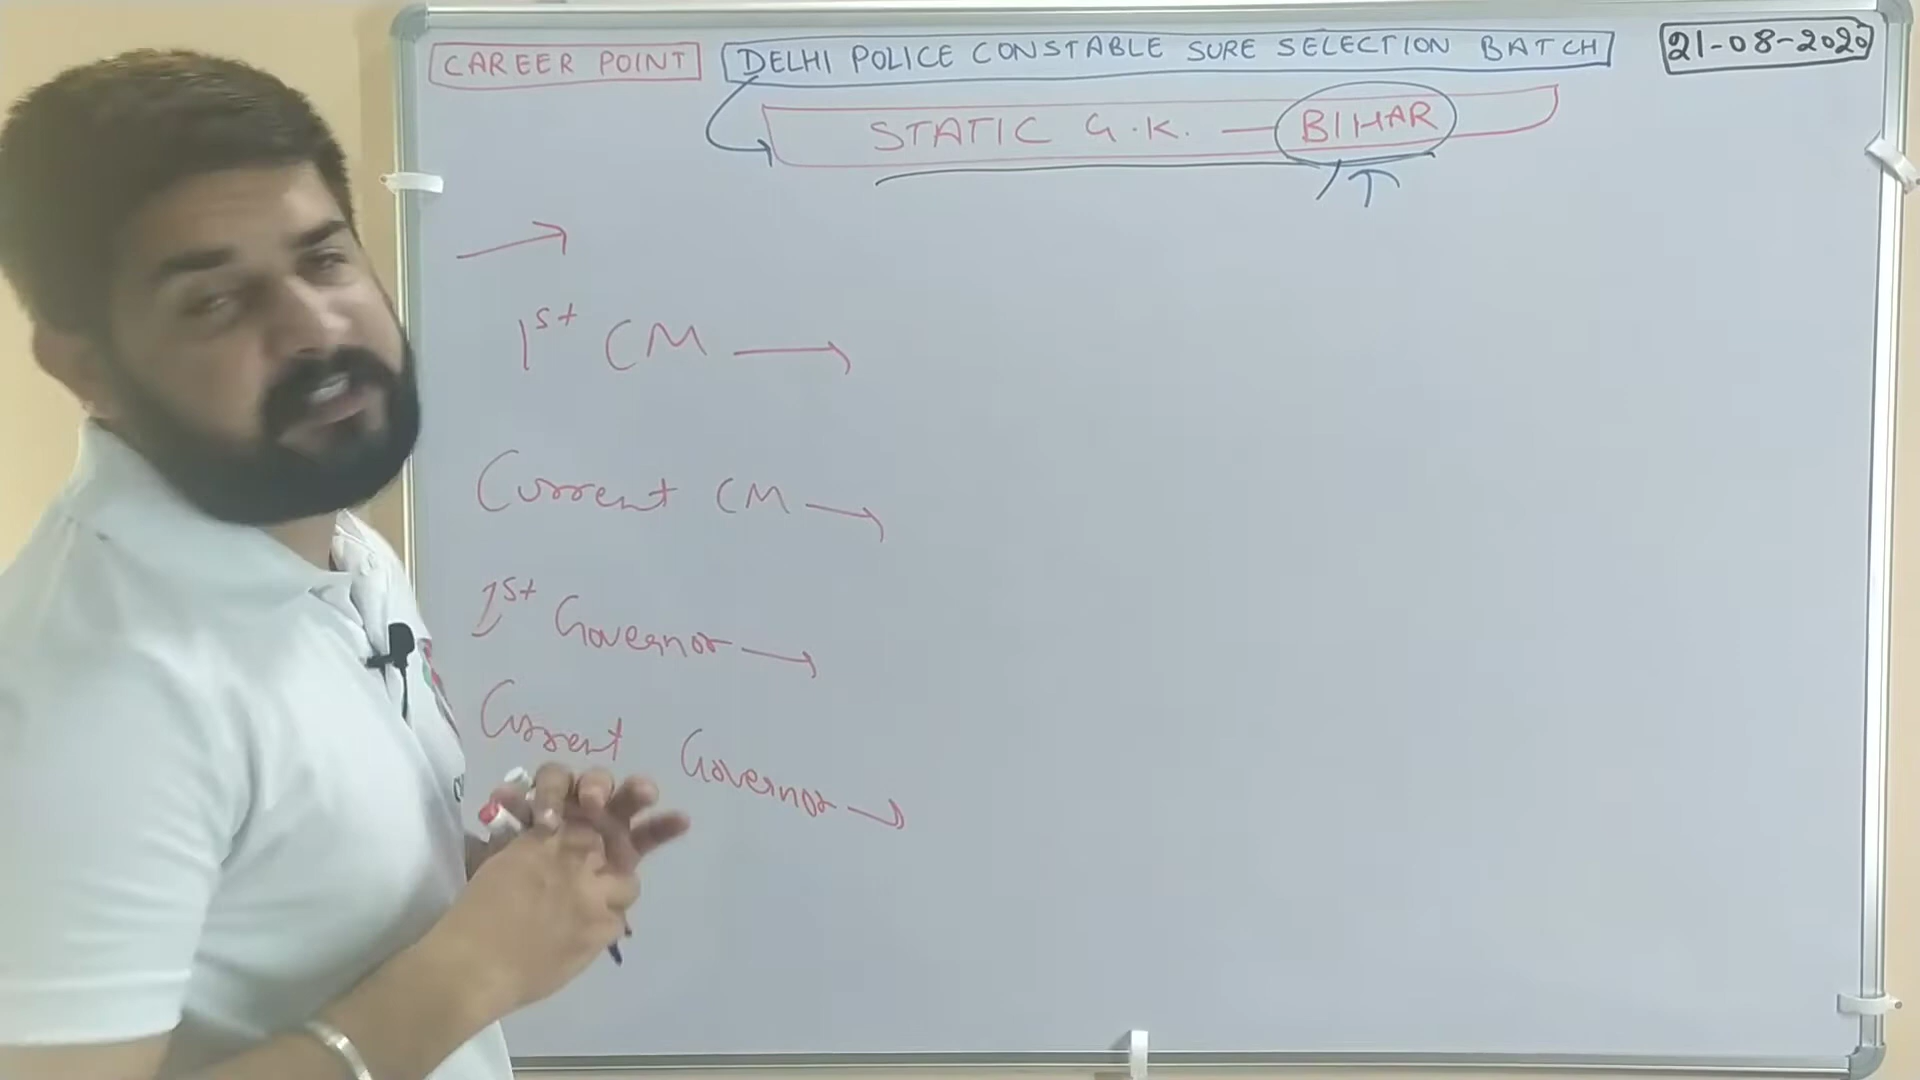 CAREER POINT DELHI POLICE CONSTABLE SURE SELECTION BATCH 21-08-2020
STATIC G.K. — BIHAR
1st CM →
Current CM →
1st Governor →
Current Governor →